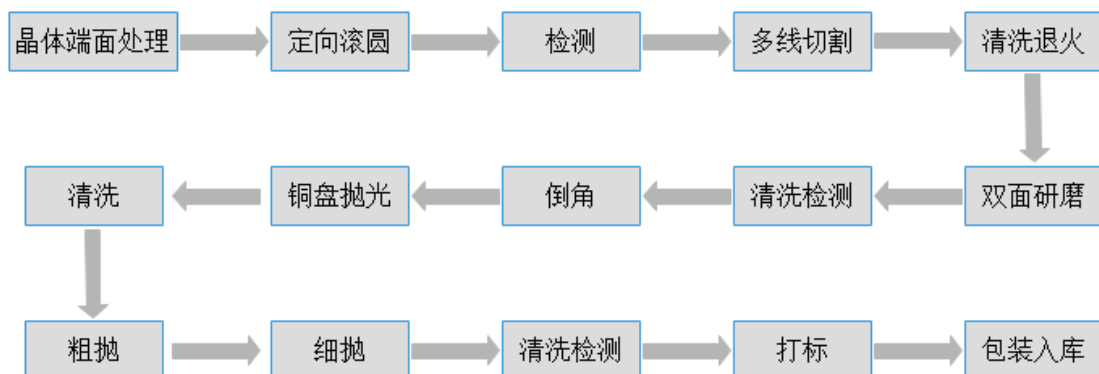 晶体端面处理
定向滚圆
检测
多线切割
清洗退火
双面研磨
清洗检测
倒角
铜盘抛光
清洗
粗抛
细抛
清洗检测
打标
包装入库